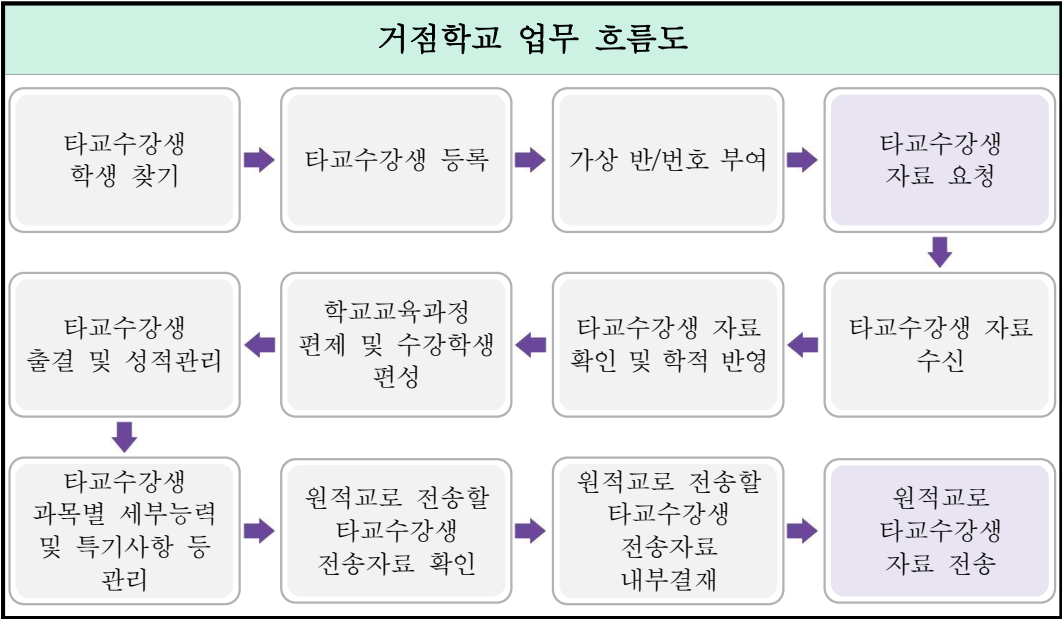 거점학교 업무 흐름도
타교수강생
학생 찾기
타교수강생 등록
가상 반/번호 부여
타교수강생
자료 요청
타교수강생 자료
수신
타교수강생 자료
확인 및 학적 반영
학교교육과정
편제 및 수강학생
편성
타교수강생
출결 및 성적관리
타교수강생
과목별 세부능력
및 특기사항 등
관리
원적교로 전송할
타교수강생
전송자료 확인
원적교로 전송할
타교수강생
전송자료
내부결재
원적교로
타교수강생
자료 전송